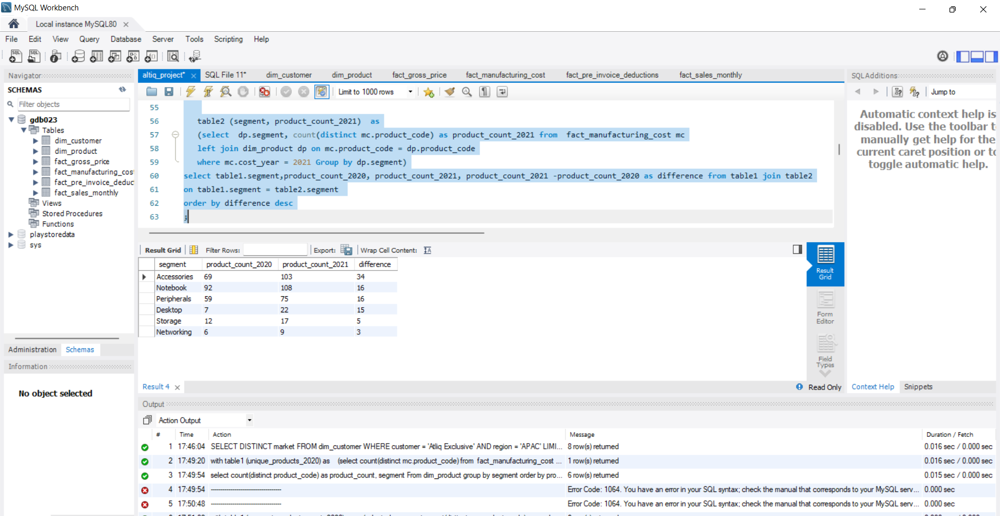 MySQL Workbench
Local instance MySQL80
File Edit View Query Database Server Tools Scripting Help
Navigator
SCHEMAS
Filter objects
gdb023
Tables
dim_customer
dim_product
fact_gross_price
fact_manufacturing_cos
fact_pre_invoice_deduc
fact_sales_monthly
Views
Stored Procedures
Functions
playstoredata
sys
Administration Schemas
Information
No object selected
altiq_project* SQL File 11* dim_customer dim_product fact_gross_price fact_manufacturing_cost fact_pre_invoice_deductions fact_sales_monthly
Limit to 1000 rows
55
56 table2 (segment, product_count_2021) as
57 (select dp.segment, count(distinct mc.product_code) as product_count_2021 from fact_manufacturing_cost mc
58 left join dim_product dp on mc.product_code = dp.product_code
59 where mc.cost_year = 2021 Group by dp.segment)
60 select table1.segment,product_count_2020, product_count_2021, product_count_2021 -product_count_2020 as difference from table1 join table2
61 on table1.segment = table2.segment
62 order by difference desc
63 ;
Result Grid Filter Rows: Export: Wrap Cell Content:
segment product_count_2020 product_count_2021 difference
Accessories 69 103 34
Notebook 92 108 16
Peripherals 59 75 16
Desktop 7 22 15
Storage 12 17 5
Networking 6 9 3
Result
Grid
Form
Editor
Field
Types
Result 4
Read Only
SQLAdditions
Jump to
Automatic context help is
disabled. Use the toolbar t
manually get help for the
current caret position or to
toggle automatic help.
Context Help Snippets
Output
Action Output
# Time Action Message Duration / Fetch
1 17:46:04 SELECT DISTINCT market FROM dim_customer WHERE customer = 'Atliq Exclusive' AND region = 'APAC' LIMI... 8 row(s) returned 0.016 sec / 0.000 sec
2 17:49:20 with table1 (unique_products_2020) as (select count(distinct mc.product_code) from fact_manufacturing_cost ... 1 row(s) returned 0.016 sec / 0.000 sec
3 17:49:54 select count(distinct product_code) as product_count, segment From dim_product group by segment order by pro... 6 row(s) returned 0.015 sec / 0.000 sec
4 17:49:54 ------------------------------------ Error Code: 1064. You have an error in your SQL syntax; check the manual that corresponds to your MySQL serv... 0.000 sec
5 17:50:48 ------------------------------------ Error Code: 1064. You have an error in your SQL syntax; check the manual that corresponds to your MySQL serv... 0.000 sec